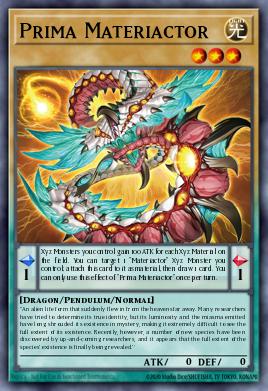 Prima Materiactor
光
Xyz Monsters you control gain 100 ATK for each Xyz Material on
the field. You can target 1 "Materiactor" Xyz Monster you
control; attach this card to it as material, then draw 1 card. You
can only use this effect of "Prima Materiactor" once per turn.
1
1
[Dragon/Pendulum/Normal]
"An alien life form that suddenly flew in from the heavens far away. Many researchers
have tried to determine its true identity, but its luminosity and the miasma emitted
have long shrouded its existence in mystery, making it extremely difficult to see the
full extent of its existence. Recently, however, a number of new species have been
discovered by up-and-coming researchers, and it appears that the full extent of the
species' existence is finally being revealed."
ATK/ 0 DEF/ 0
©2020 Studio Dice/SHUEISHA, TV TOKYO, KONAMI